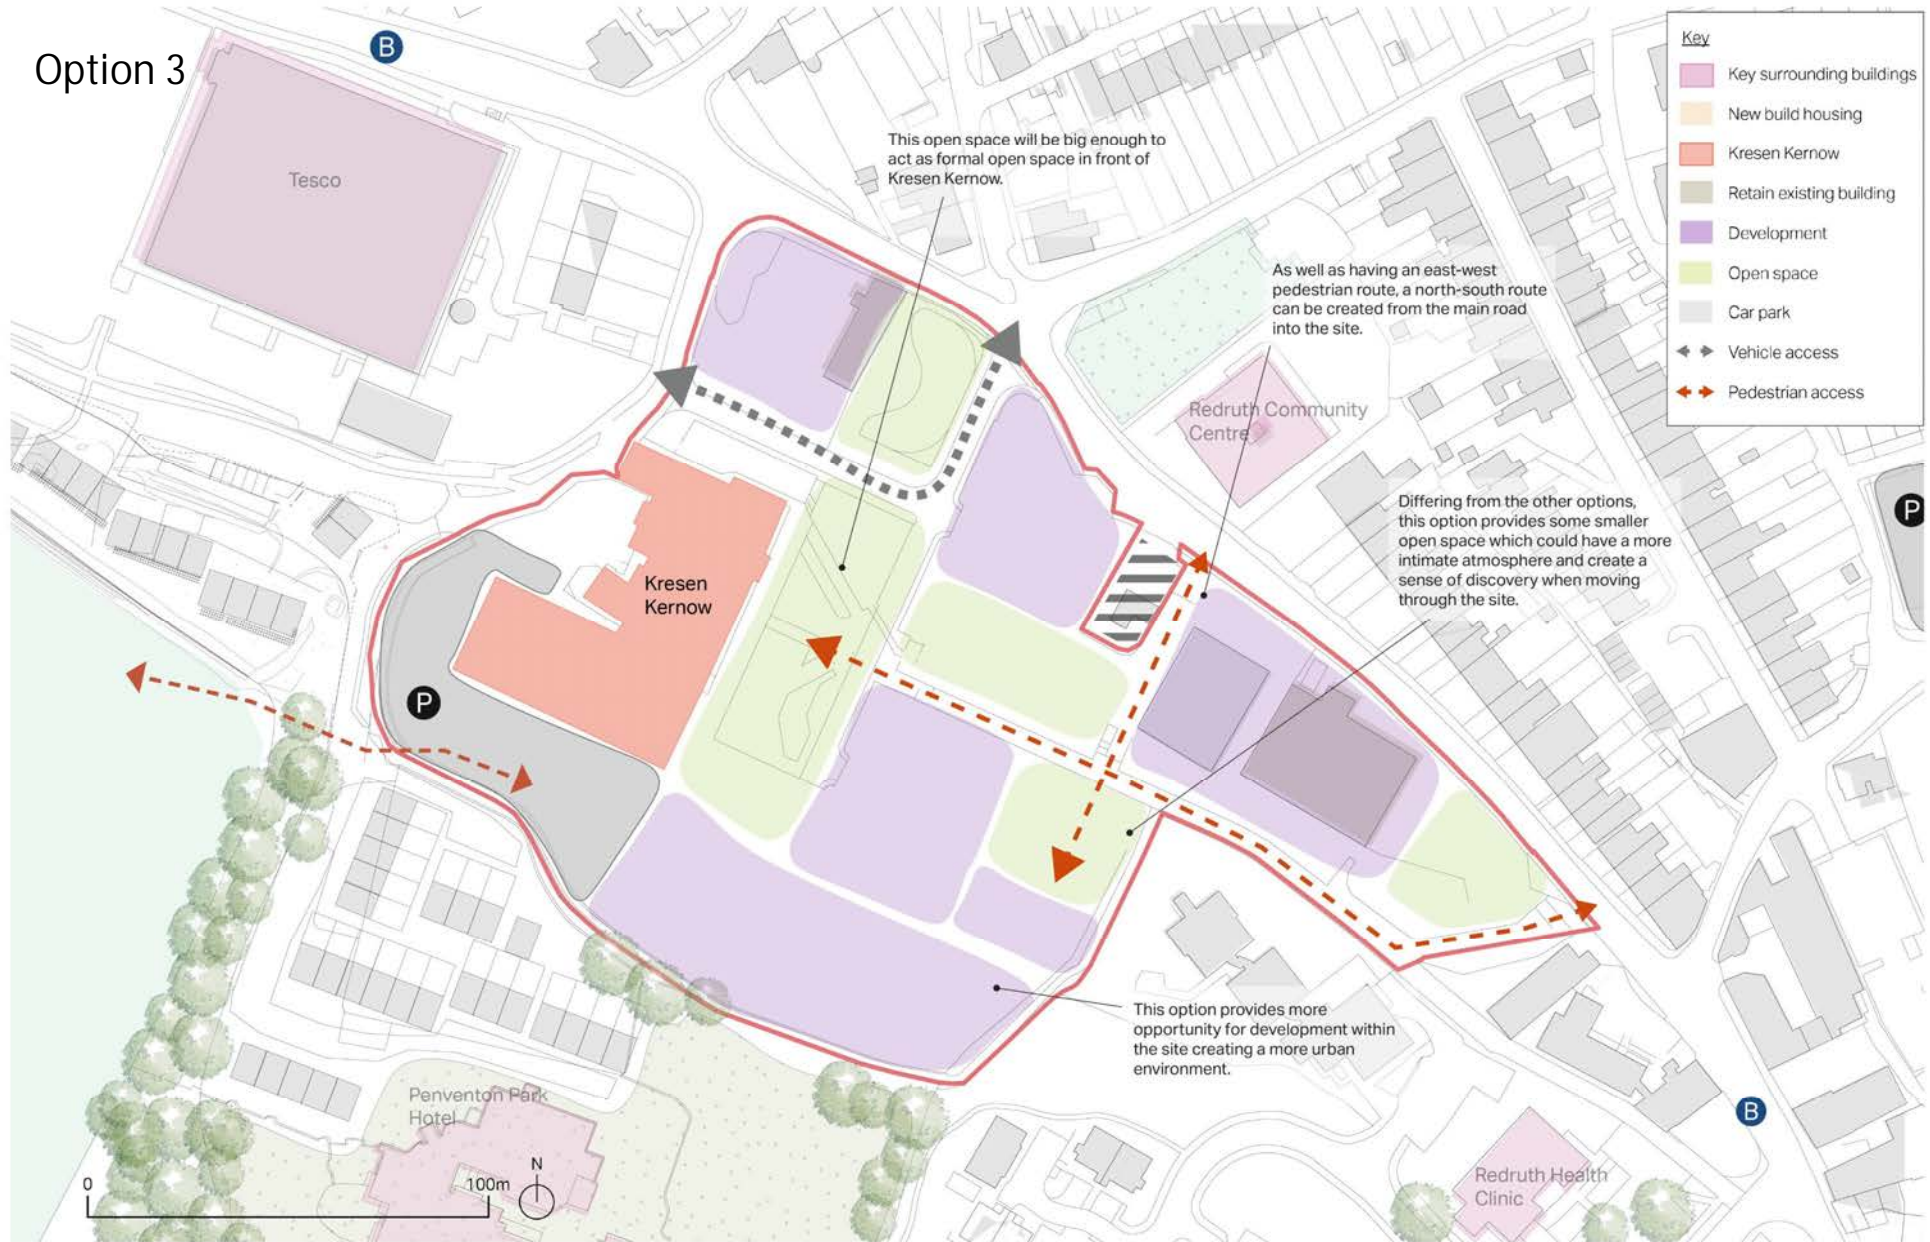 Option 3
B
Tesco
This open space will be big enough to
act as formal open space in front of
Kresen Kernow.
As well as having an east-west
pedestrian route, a north-south route
can be created from the main road
into the site.
Key
Key surrounding buildings
New build housing
Kresen Kernow
Retain existing building
Development
Open space
Car park
Vehicle access
Pedestrian access
Redruth Community
Centre
Differing from the other options,
this option provides some smaller
open space which could have a more
intimate atmosphere and create a
sense of discovery when moving
through the site.
P
Kresen
Kernow
P
This option provides more
opportunity for development within
the site creating a more urban
environment.
Penventon Park
Hotel
B
Redruth Health
Clinic
0
100m
N